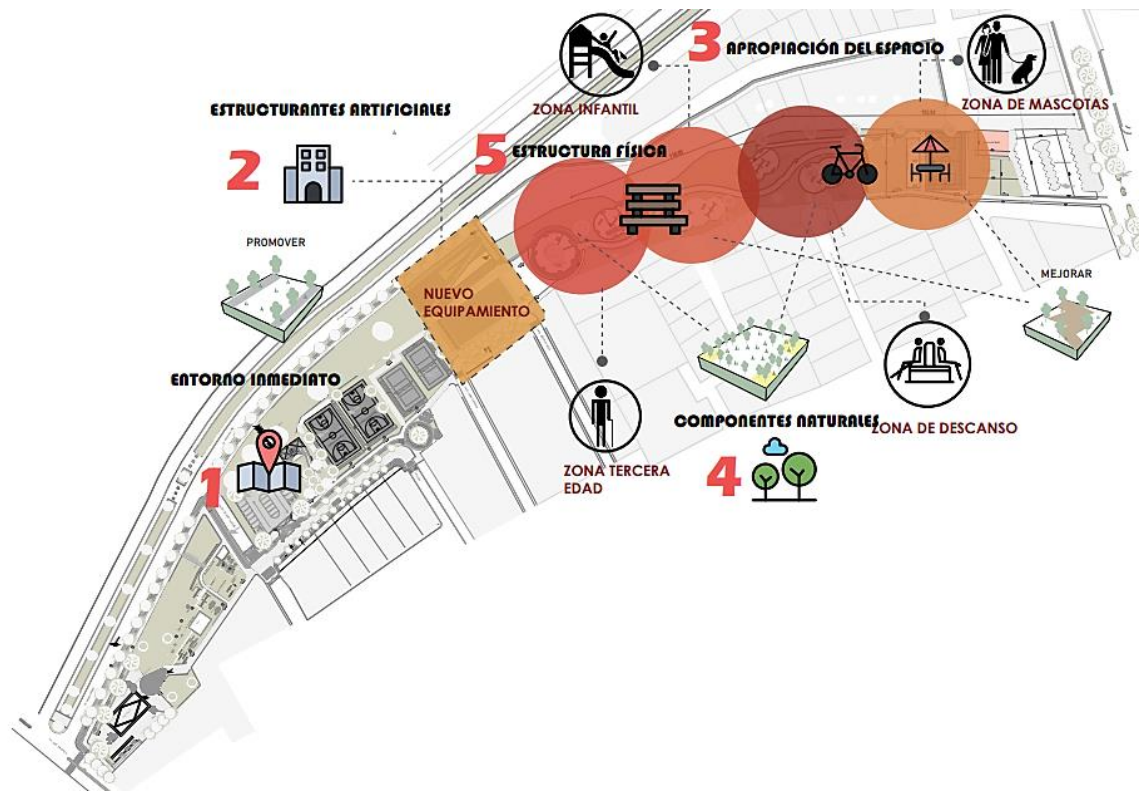 3 APROPIACIÓN DEL ESPACIO
ZONA INFANTIL
ZONA DE MASCOTAS
ESTRUCTURANTES ARTIFICIALES
2
5 ESTRUCTURA FÍSICA
PROMOVER
MEJORAR
NUEVO
EQUIPAMIENTO
ENTORNO INMEDIATO
1
COMPONENTES NATURALES
ZONA DE DESCANSO
ZONA TERCERA
EDAD
4